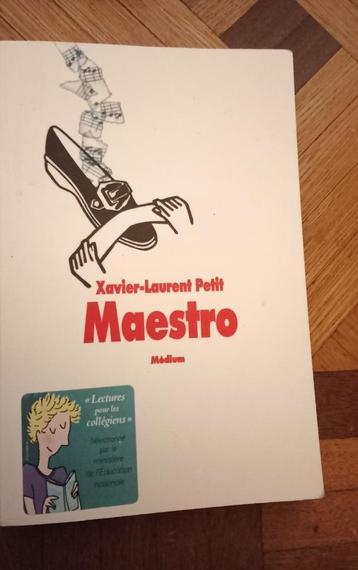 Xavier-Laurent Petit
Maestro
Médium
« Lectures
pour les
collégiens »
Sélectionné
par le
ministère
de l'Éducation
nationale